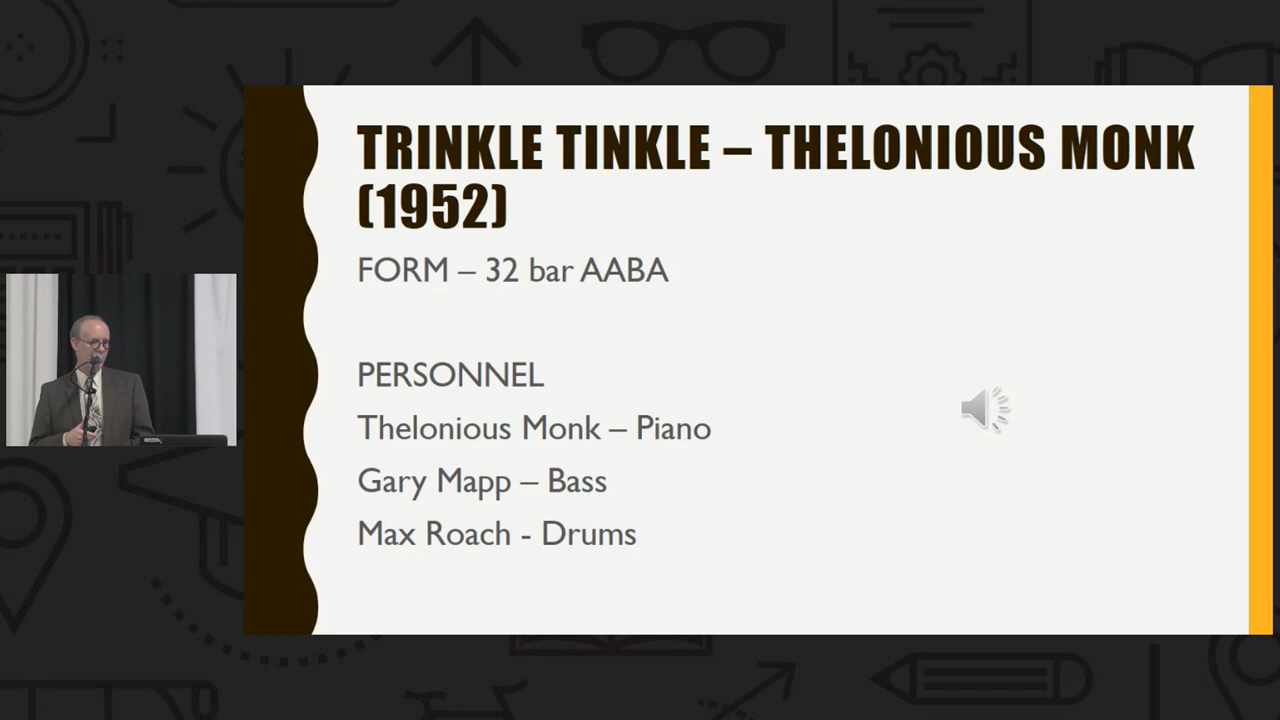 TRINKLE TINKLE – THELONIOUS MONK
(1952)
FORM – 32 bar AABA
PERSONNEL
Thelonious Monk – Piano
Gary Mapp – Bass
Max Roach - Drums